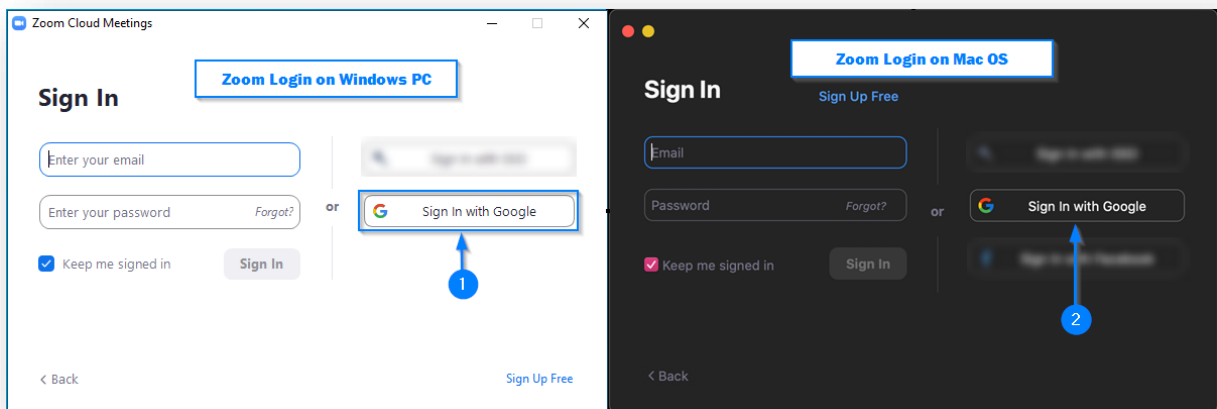 Zoom Cloud Meetings
Zoom Login on Windows PC
Sign In
Enter your email
Enter your password
Forgot?
or
Sign In with Google
Keep me signed in
Sign In
1
Back
Sign Up Free
Zoom Login on Mac OS
Sign In
Sign Up Free
Email
Password
Forgot?
or
Sign In with Google
Keep me signed in
Sign In
2
Back